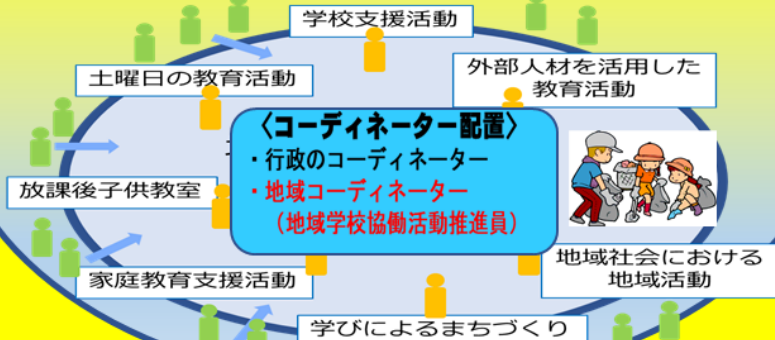 学校支援活動
土曜日の教育活動
外部人材を活用した
教育活動
〈コーディネーター配置〉
・行政のコーディネーター
・地域コーディネーター
（地域学校協働活動推進員）
放課後子供教室
地域社会における
地域活動
家庭教育支援活動
学びによるまちづくり